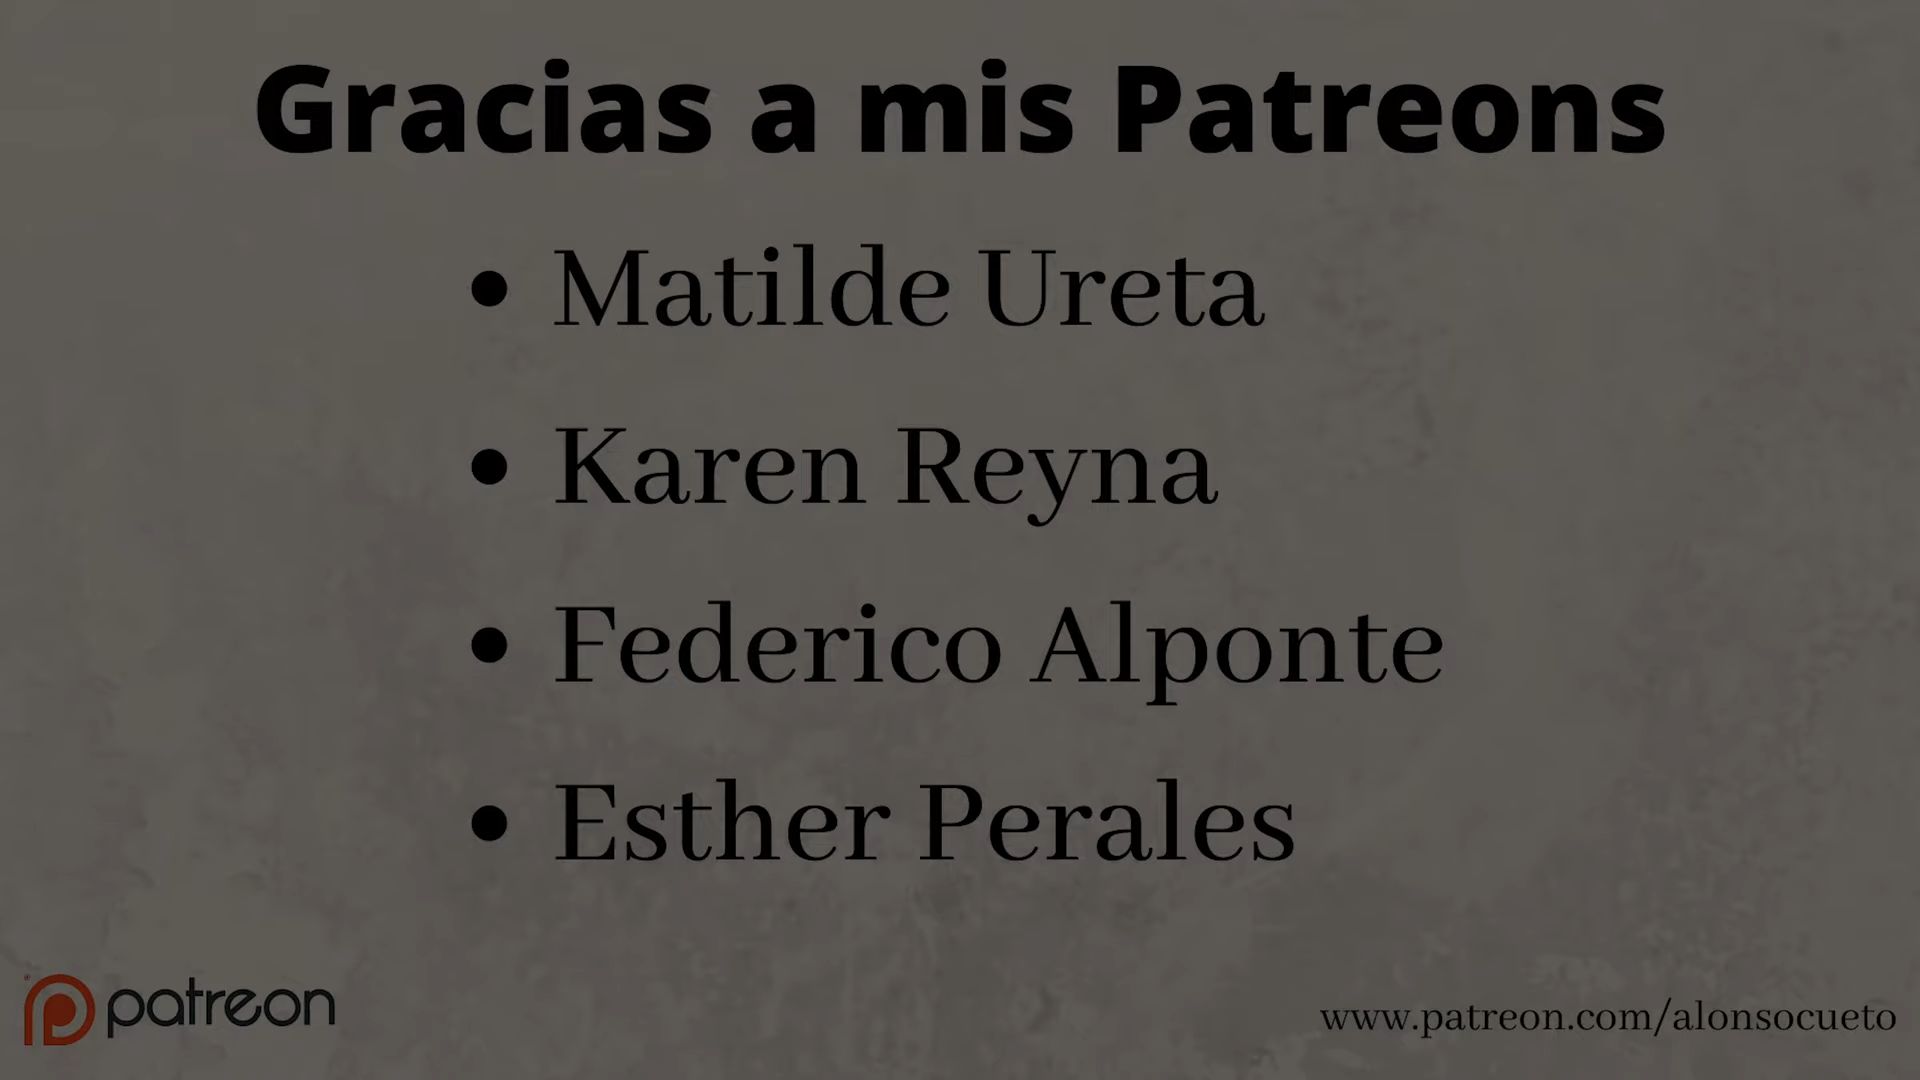 Gracias a mis Patreons
• Matilde Ureta
• Karen Reyna
• Federico Alponte
• Esther Perales
patreon
www.patreon.com/alonsocueto